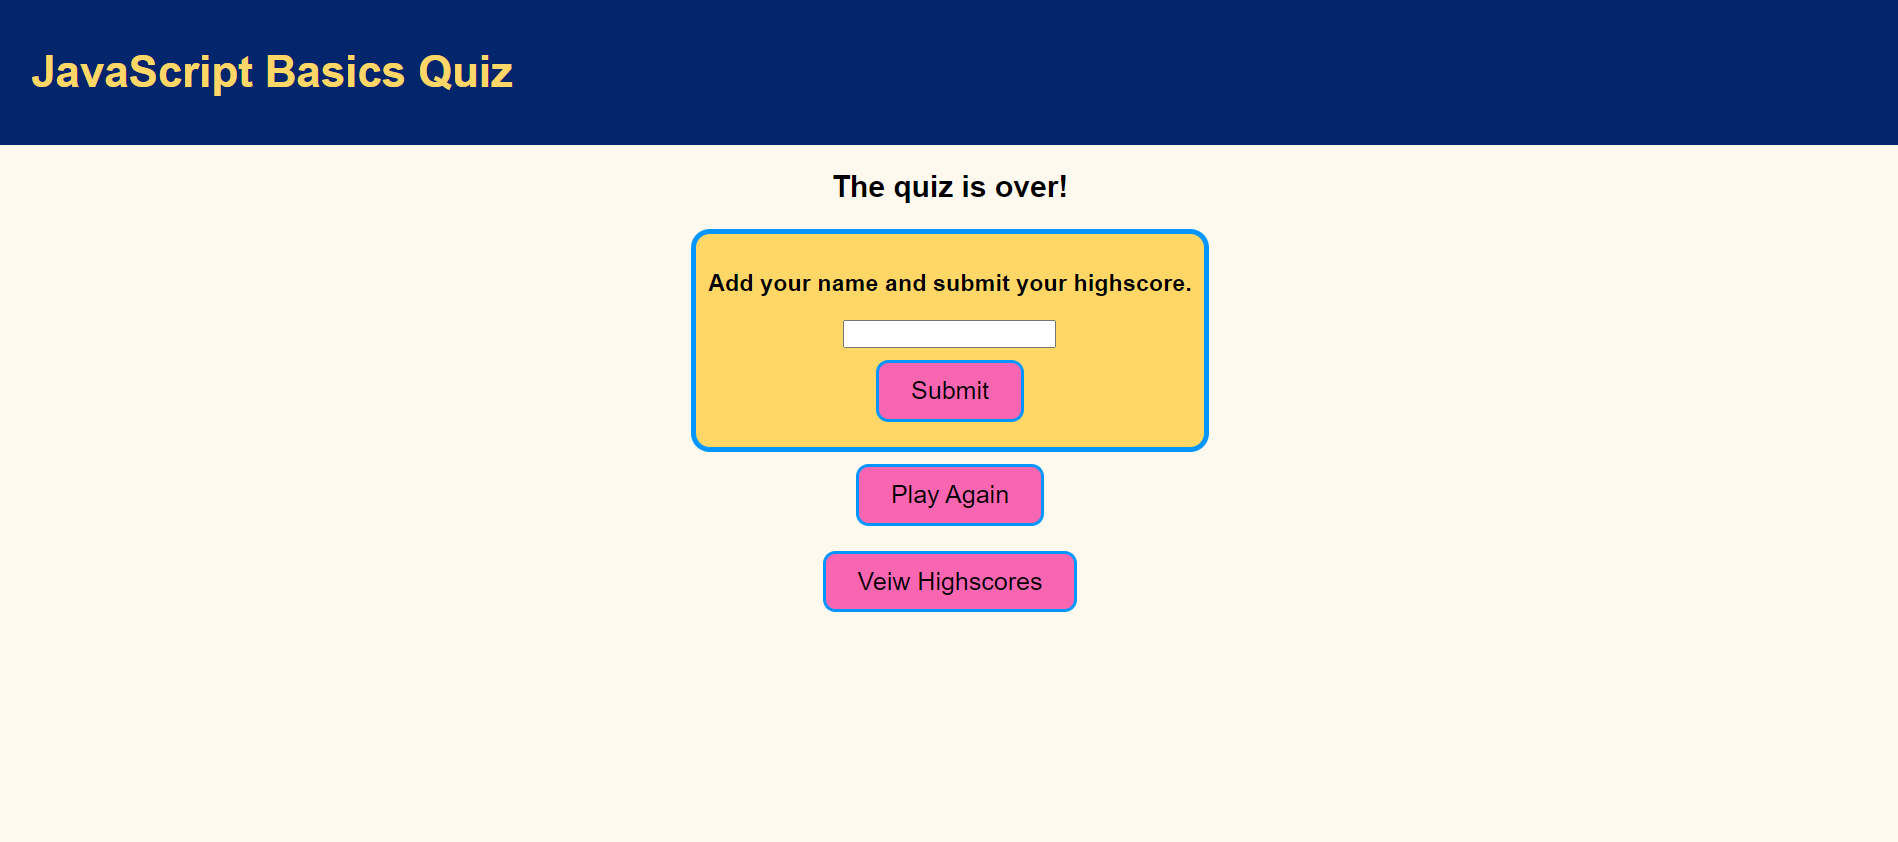 JavaScript Basics Quiz
The quiz is over!
Add your name and submit your highscore.
Submit
Play Again
Veiw Highscores